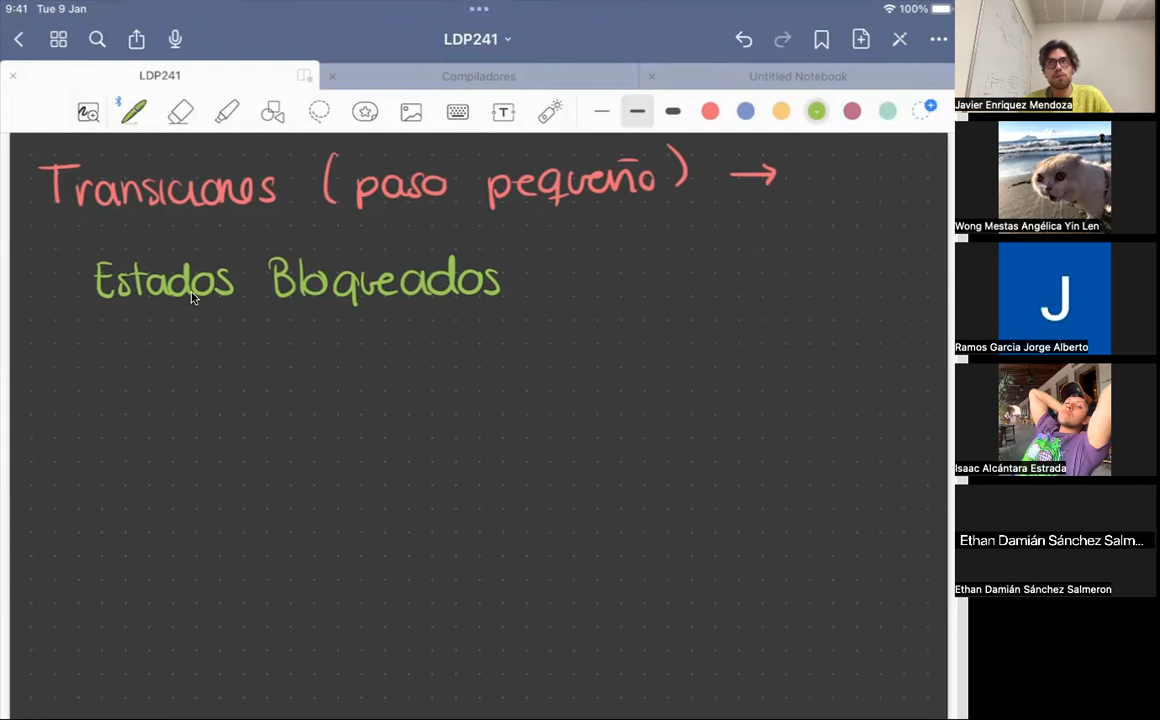 9:41 Tue 9 Jan
100%
LDP241
LDP241
Compiladores
Untitled Notebook
T
Transiciones (paso pequeño) →
Estados Bloqueados
Javier Enriquez Mendoza
Wong Mestas Angélica Yin Len
J
Ramos Garcia Jorge Alberto
Isaac Alcántara Estrada
Ethan Damián Sánchez Salm...
Ethan Damián Sánchez Salmeron